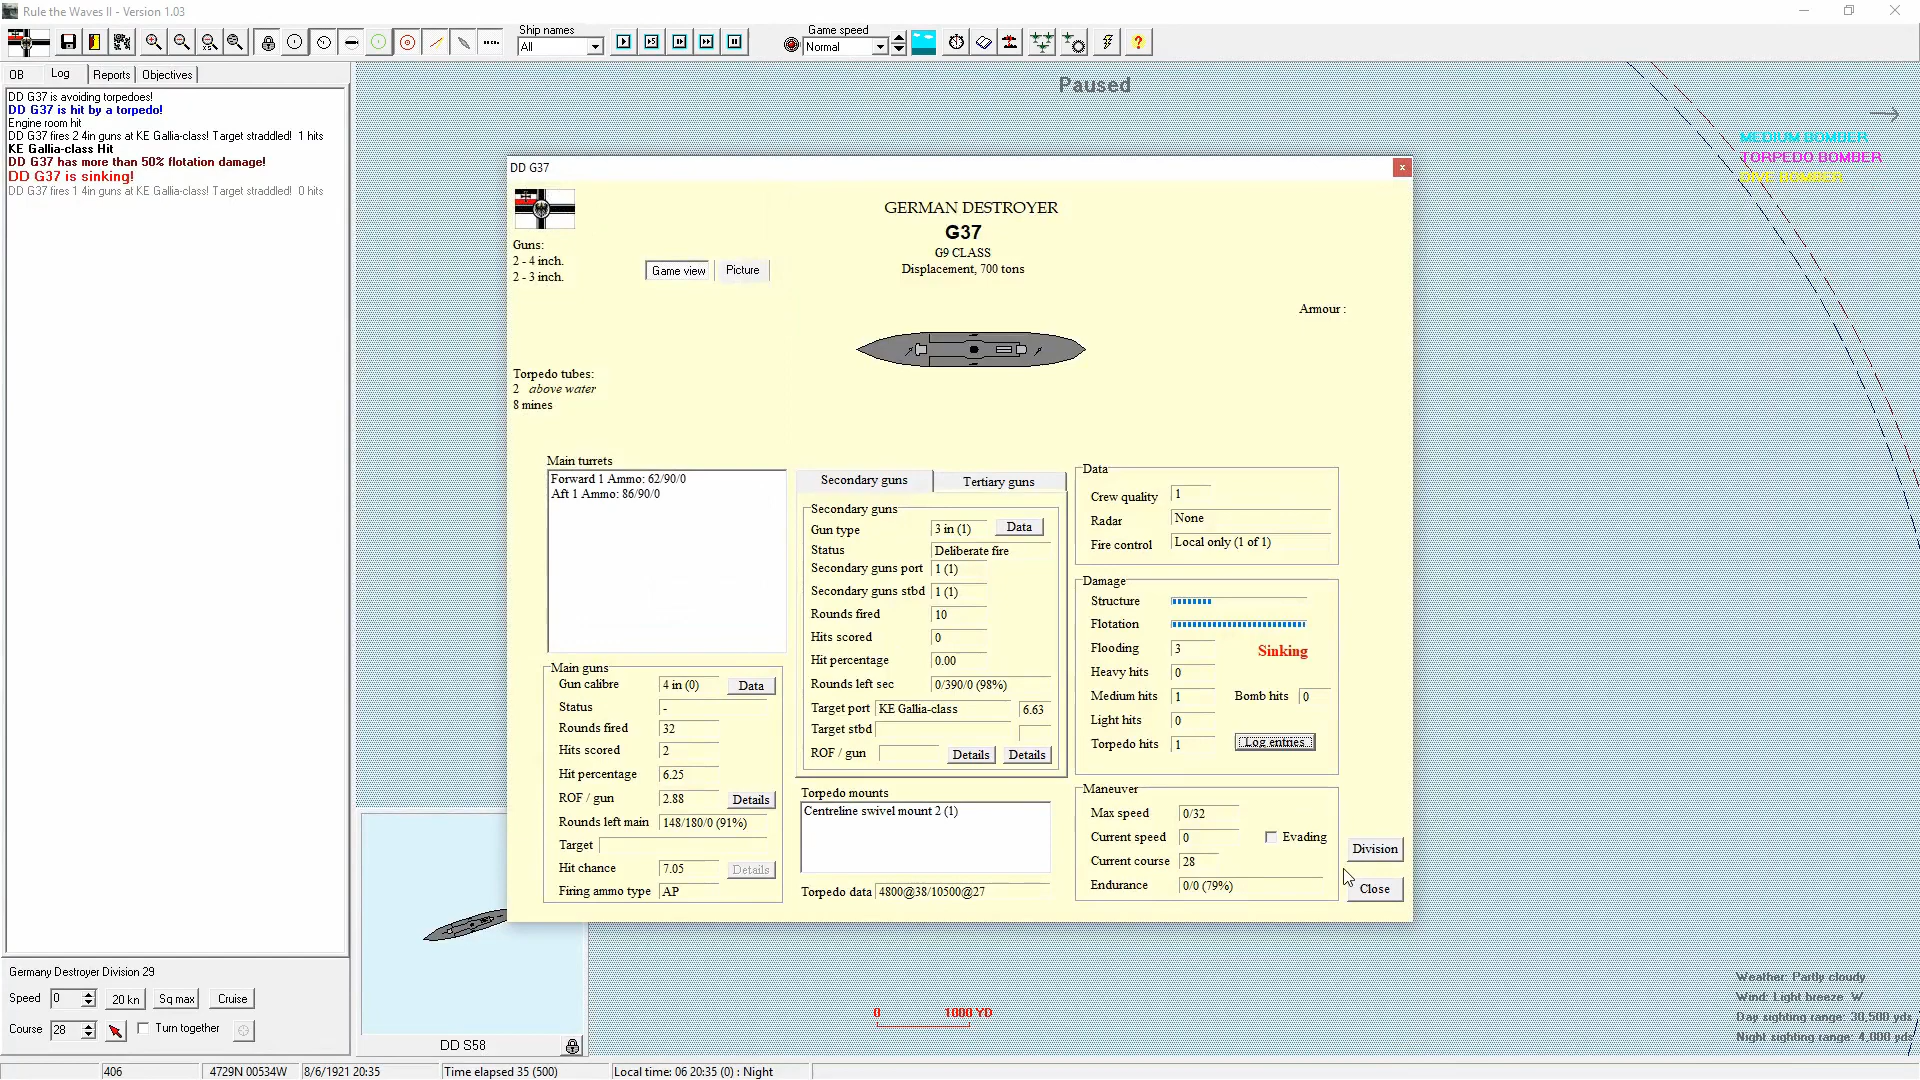 Rule the Waves II - Version 1.03
Ship names
All
Game speed
Normal
OB
Log
Reports
Objectives
DD G37 is avoiding torpedoes!
DD G37 is hit by a torpedo!
Engine room hit
DD G37 fires 2 4in guns at KE Gallia-class! Target straddled!  1 hits
KE Gallia-class Hit
DD G37 has more than 50% flotation damage!
DD G37 is sinking!
DD G37 fires 1 4in guns at KE Gallia-class! Target straddled!  0 hits
Paused
MEDIUM BOMBER
TORPEDO BOMBER
DIVE BOMBER
DD G37
GERMAN DESTROYER
G37
G9 CLASS
Displacement, 700 tons
Guns:
2 - 4 inch.
2 - 3 inch.
Game view
Picture
Armour :
Torpedo tubes:
2 above water
8 mines
Main turrets
Forward 1 Ammo: 62/90/0
Aft 1 Ammo: 86/90/0
Main guns
Gun calibre 4 in (0) Data
Status -
Rounds fired 32
Hits scored 2
Hit percentage 6.25
ROF / gun 2.88 Details
Rounds left main 148/180/0 (91%)
Target
Hit chance 7.05 Details
Firing ammo type AP
Secondary guns
Tertiary guns
Secondary guns
Gun type 3 in (1) Data
Status Deliberate fire
Secondary guns port 1 (1)
Secondary guns stbd 1 (1)
Rounds fired 10
Hits scored 0
Hit percentage 0.00
Rounds left sec 0/390/0 (98%)
Target port KE Gallia-class 6.63
Target stbd
ROF / gun Details Details
Torpedo mounts
Centreline swivel mount 2 (1)
Torpedo data 4800@38/10500@27
Data
Crew quality 1
Radar None
Fire control Local only (1 of 1)
Damage
Structure
Flotation
Flooding 3 Sinking
Heavy hits 0
Medium hits 1 Bomb hits 0
Light hits 0
Torpedo hits 1 Log entries
Maneuver
Max speed 0/32
Current speed 0 Evading
Current course 28
Endurance 0/0 (79%)
Division
Close
Germany Destroyer Division 29
Speed 0 20 kn Sq max Cruise
Course 28 Turn together
DD S58
0 1000 YD
Weather: Partly cloudy
Wind: Light breeze W
Day sighting range: 30,500 yds
Night sighting range: 4,000 yds
406
4729N 00534W
8/6/1921 20:35
Time elapsed 35 (500)
Local time: 06 20:35 (0) : Night